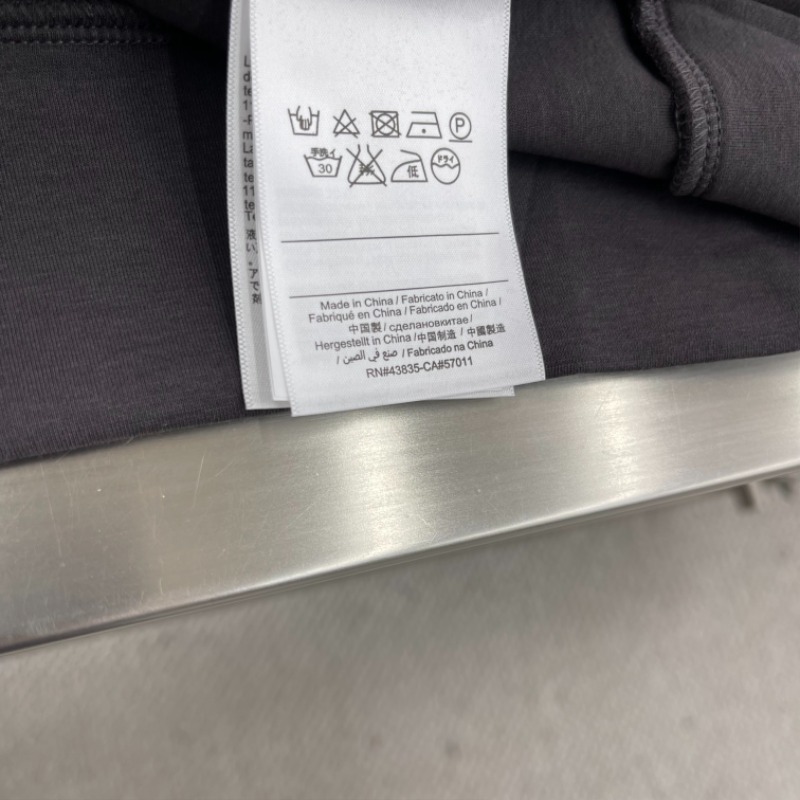 P
手洗イ
30
低
ドライ
Made in China / Fabricato in China /
Fabriqué en China / Fabricado en China /
中国製 / сделановкитае /
Hergestellt in China /中国制造 / 中國製造
/ صنع في الصين / Fabricado na China
RN#43835-CA#57011